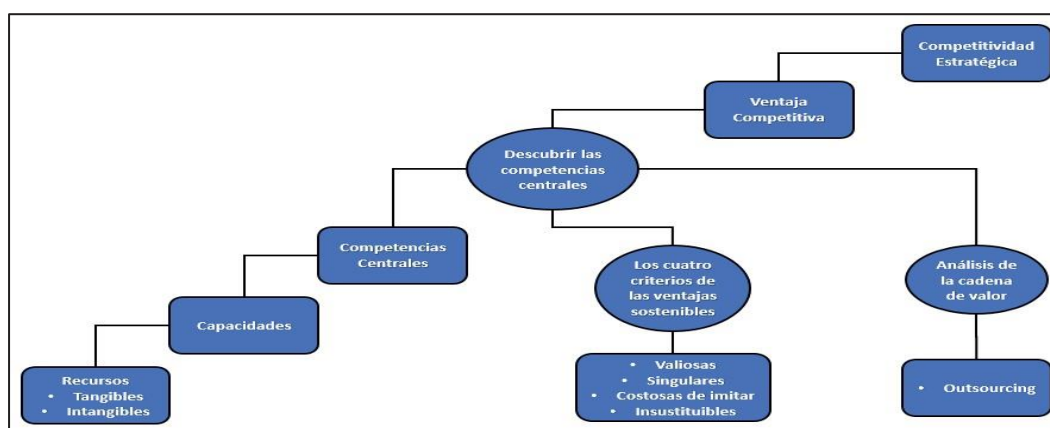 Competitividad
Estratégica
Ventaja
Competitiva
Descubrir las
competencias
centrales
Competencias
Centrales
Los cuatro
criterios de
las ventajas
sostenibles
Análisis de
la cadena
de valor
Capacidades
Recursos
• Tangibles
• Intangibles
• Valiosas
• Singulares
• Costosas de imitar
• Insustituibles
• Outsourcing